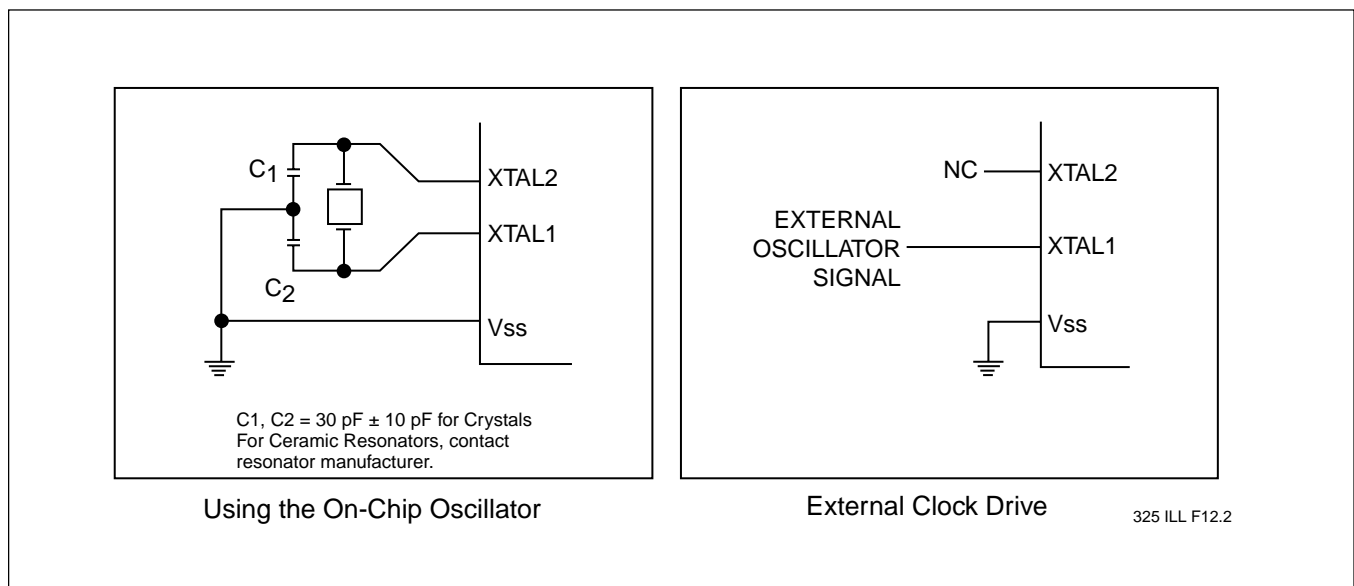 C1
C2
XTAL2
XTAL1
Vss
C1, C2 = 30 pF ± 10 pF for Crystals
For Ceramic Resonators, contact
resonator manufacturer.
Using the On-Chip Oscillator
NC
XTAL2
EXTERNAL
OSCILLATOR
SIGNAL
XTAL1
Vss
External Clock Drive
325 ILL F12.2